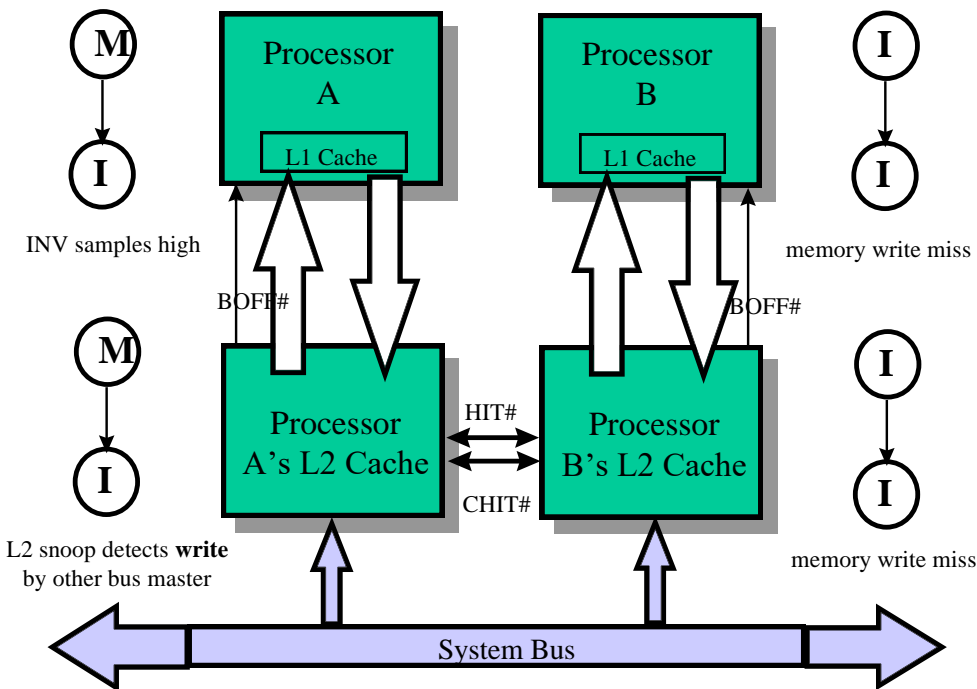 M
I
INV samples high
M
I
L2 snoop detects write
by other bus master
Processor
A
L1 Cache
BOFF#
Processor
A’s L2 Cache
HIT#
CHIT#
Processor
B
L1 Cache
BOFF#
Processor
B’s L2 Cache
I
I
memory write miss
I
I
memory write miss
System Bus